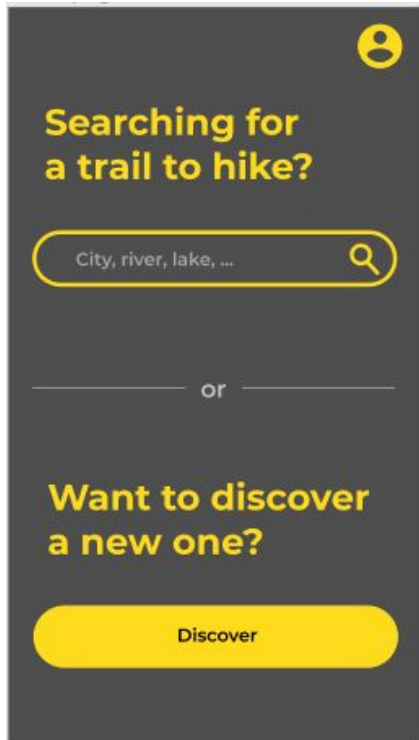 Searching for
a trail to hike?
City, river, lake, ...
or
Want to discover
a new one?
Discover